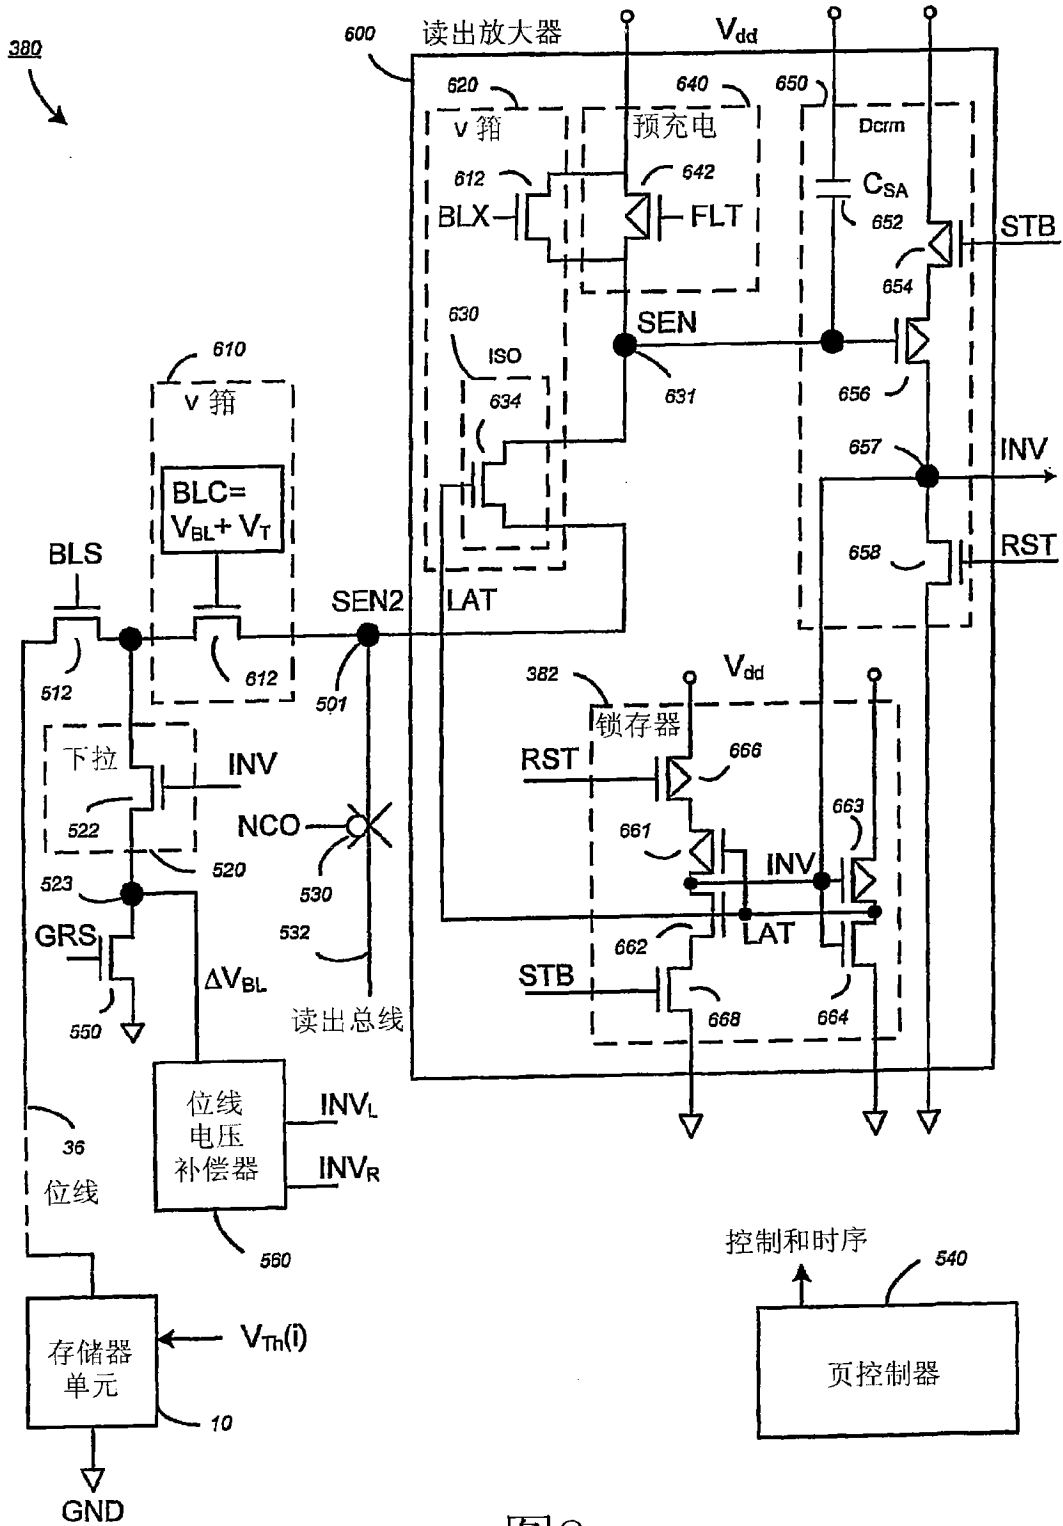 380
600
读出放大器
Vdd
620
640
650
v 箝
预充电
Dcrm
612
642
BLX
FLT
CSA
652
STB
654
630
SEN
ISO
631
656
610
v 箝
634
657
INV
BLC=
VBL+ VT
BLS
658
RST
SEN2
LAT
512
612
501
382
Vdd
锁存器
下拉
INV
RST
666
522
NCO
661
663
520
530
INV
523
GRS
532
662
LAT
ΔVBL
STB
550
读出总线
668
664
位线
电压
补偿器
INVL
INVR
36
位线
560
控制和时序
540
存储器
单元
VTh(i)
页控制器
10
GND